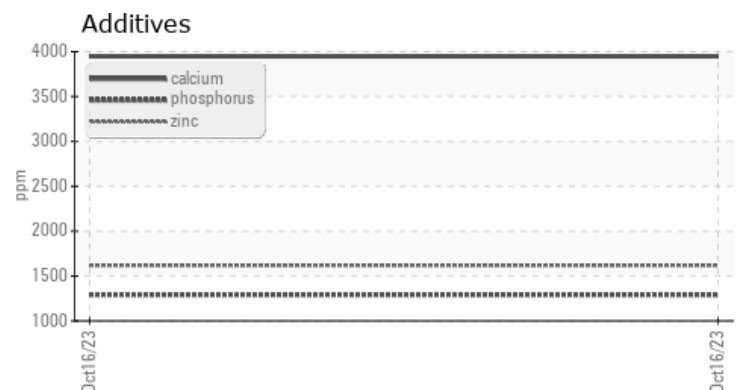 Additives
4000
3500
3000
2500
2000
1500
1000
ppm
calcium
phosphorus
zinc
Oct16/23
Oct16/23